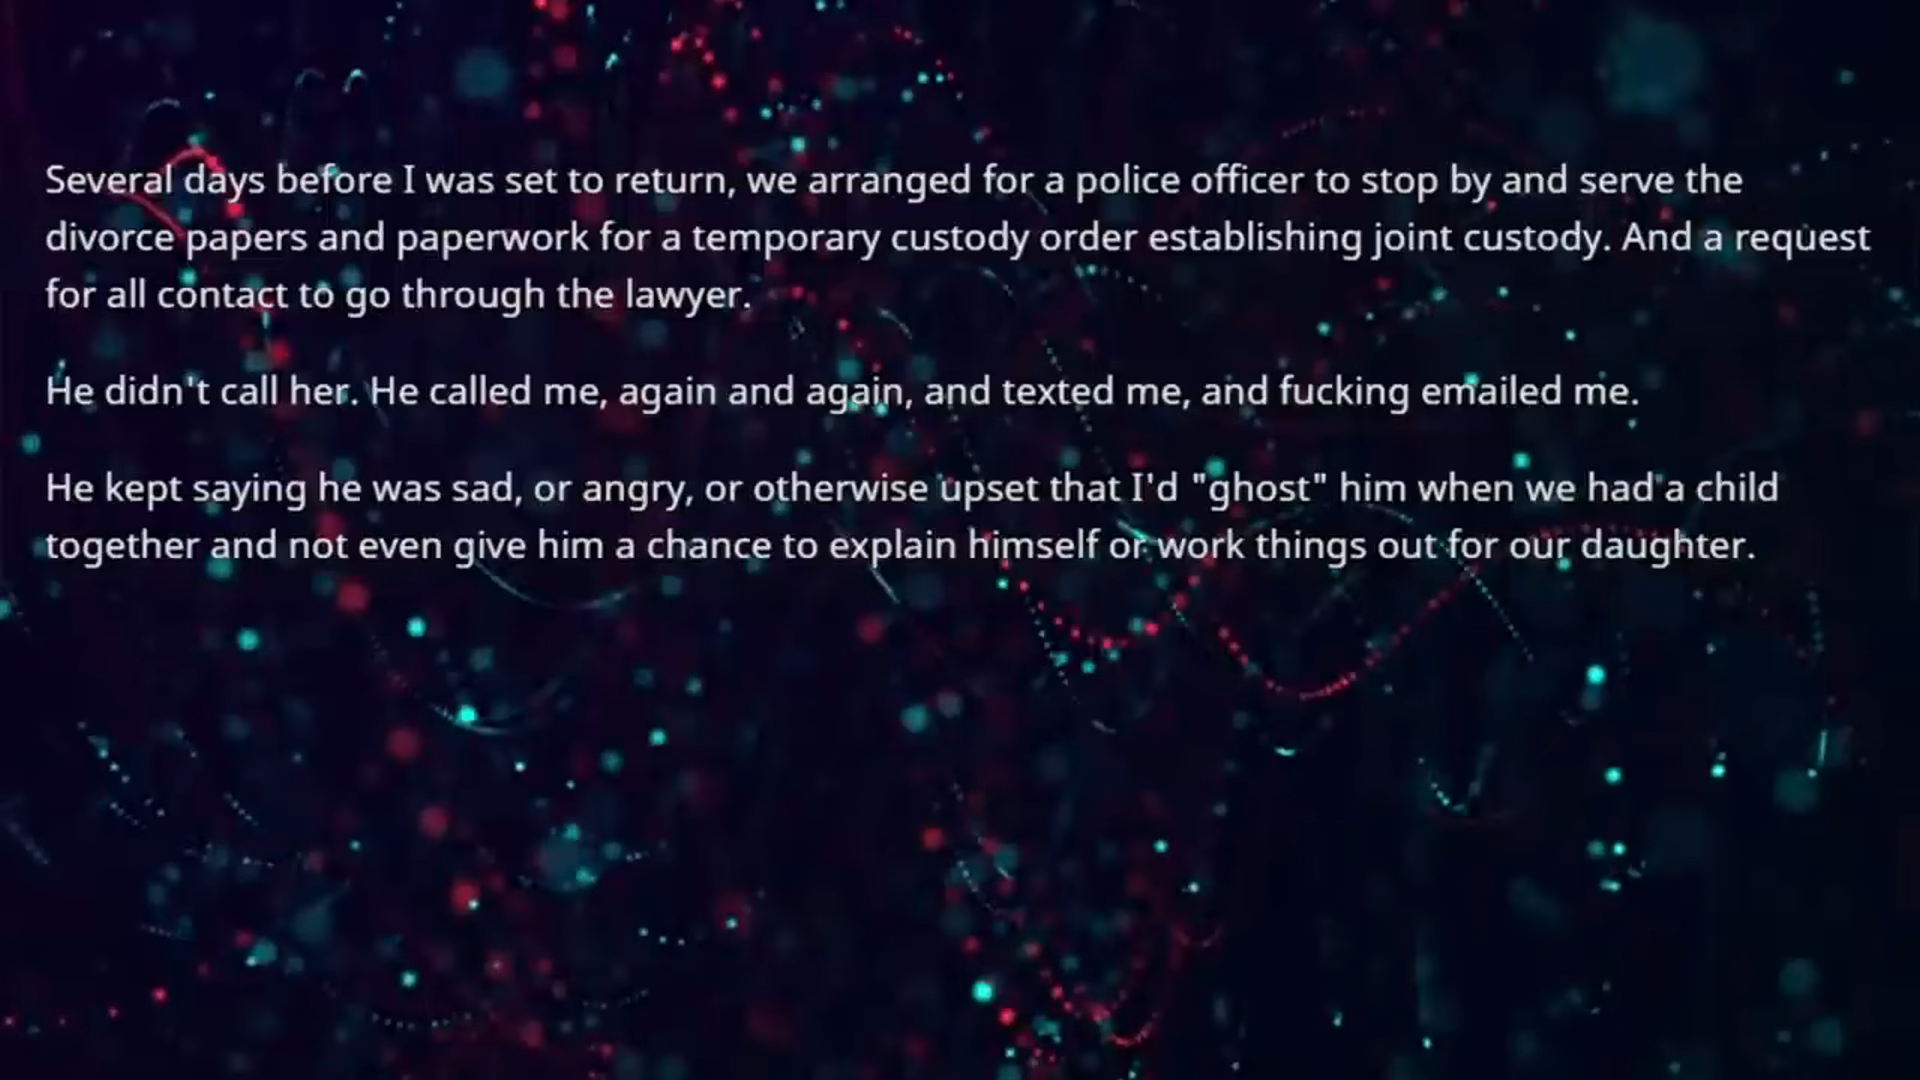 Several days before I was set to return, we arranged for a police officer to stop by and serve the
divorce papers and paperwork for a temporary custody order establishing joint custody. And a request
for all contact to go through the lawyer.
He didn't call her. He called me, again and again, and texted me, and fucking emailed me.
He kept saying he was sad, or angry, or otherwise upset that I'd "ghost" him when we had a child
together and not even give him a chance to explain himself or work things out for our daughter.